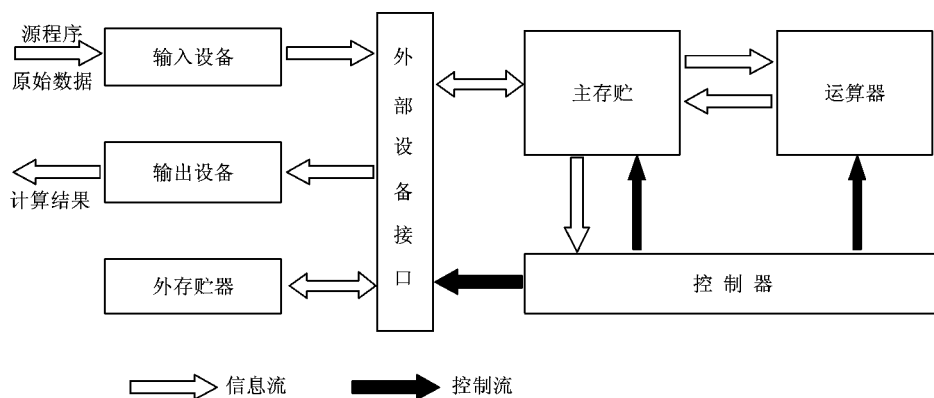 源程序
原始数据
输入设备
计算结果
输出设备
外存贮器
外部设备接口
主存贮
运算器
控制器
信息流
控制流